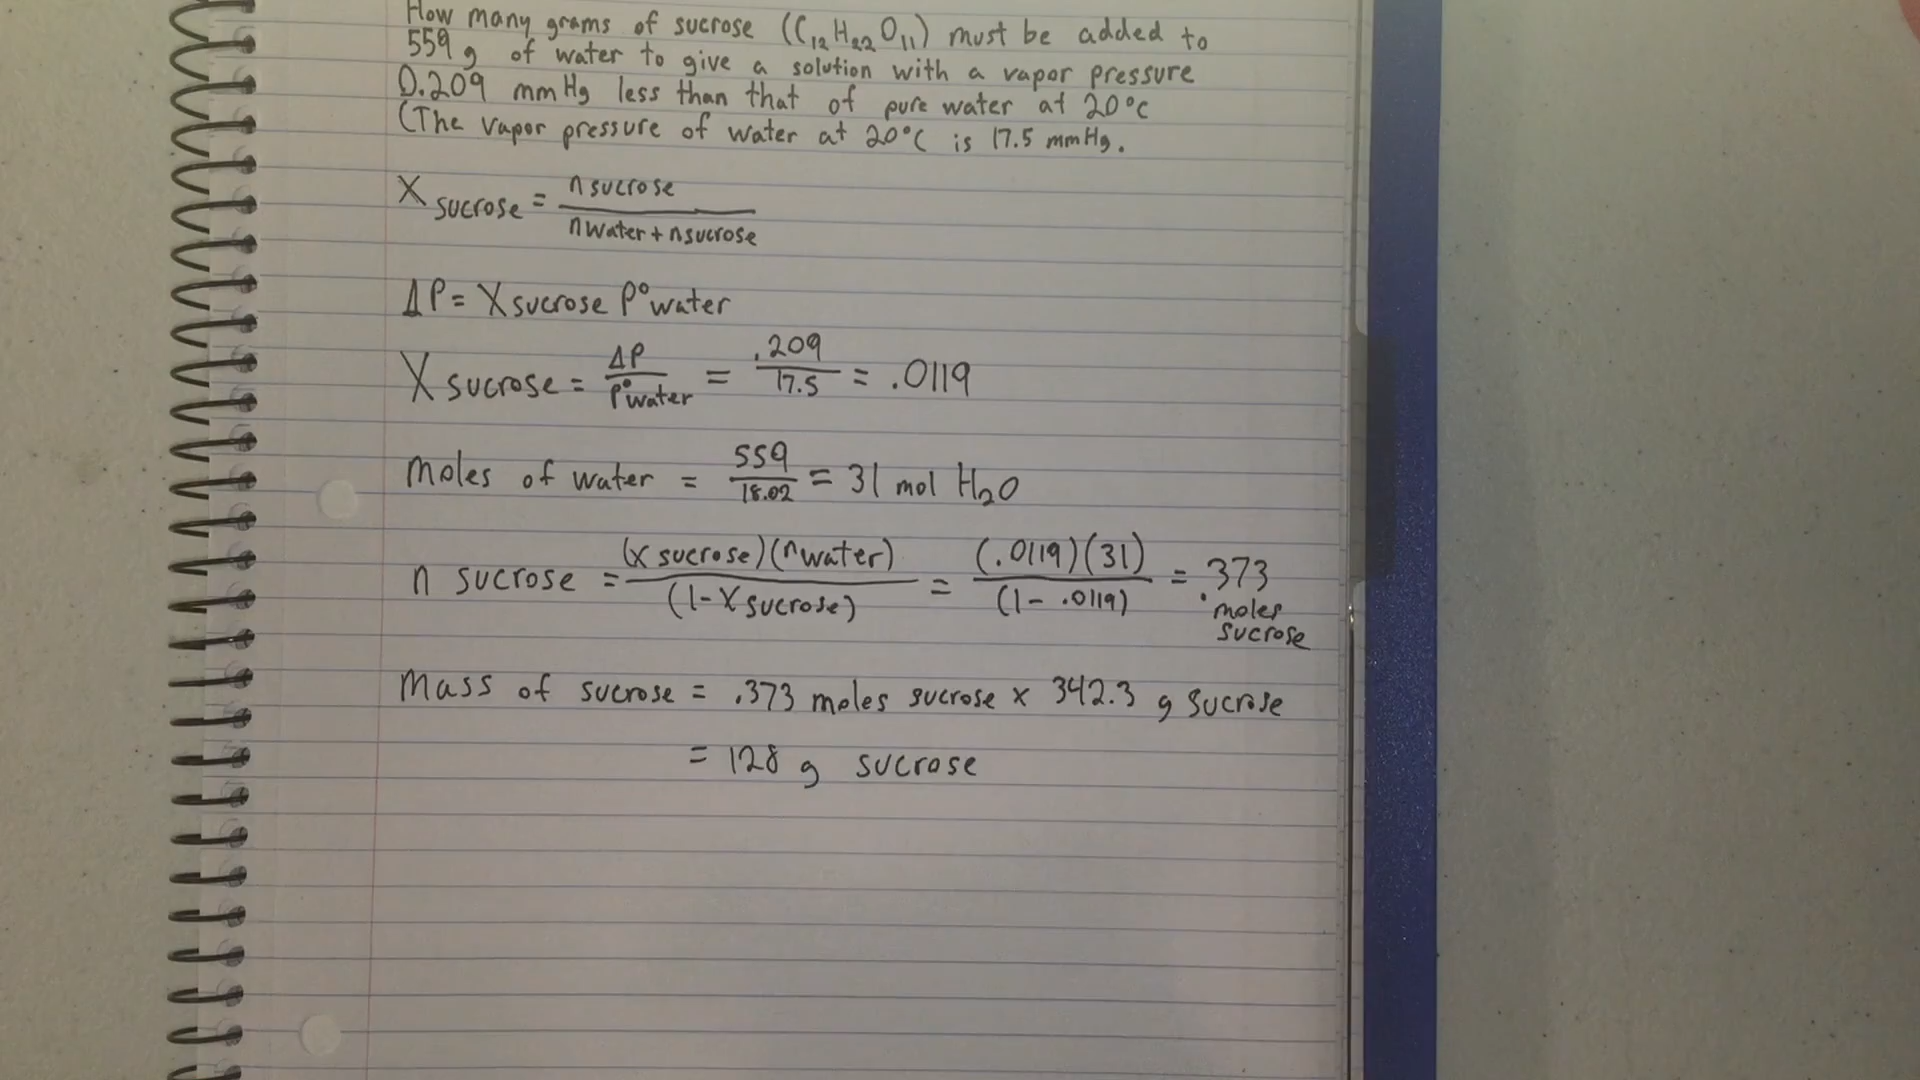 How many grams of sucrose (C₁₂H₂₂O₁₁) must be added to
559 g of water to give a solution with a vapor pressure
0.209 mmHg less than that of pure water at 20°C
(The vapor pressure of water at 20°C is 17.5 mmHg.
X sucrose = n sucrose / n water + n sucrose
ΔP = X sucrose P° water
X sucrose = ΔP / P° water = .209 / 17.5 = .0119
moles of water = 559 / 18.02 = 31 mol H₂O
n sucrose = (x sucrose)(n water) / (1 - X sucrose) = (.0119)(31) / (1 - .0119) = .373 moles sucrose
Mass of sucrose = .373 moles sucrose x 342.3 g sucrose
= 128 g sucrose